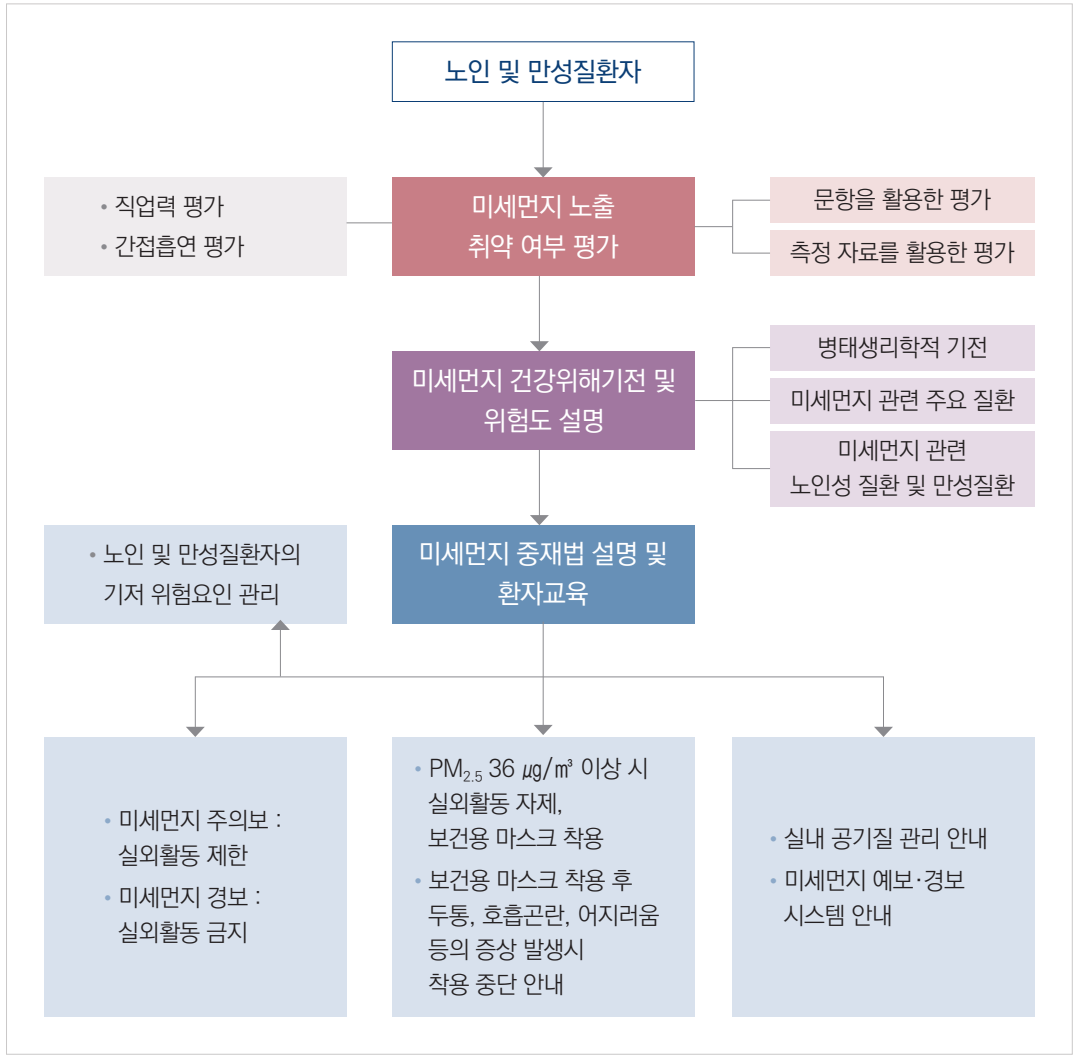 노인 및 만성질환자
• 직업력 평가
• 간접흡연 평가
미세먼지 노출
취약 여부 평가
문항을 활용한 평가
측정 자료를 활용한 평가
미세먼지 건강위해기전 및
위험도 설명
병태생리학적 기전
미세먼지 관련 주요 질환
미세먼지 관련
노인성 질환 및 만성질환
• 노인 및 만성질환자의
기저 위험요인 관리
미세먼지 중재법 설명 및
환자교육
• 미세먼지 주의보 :
실외활동 제한
• 미세먼지 경보 :
실외활동 금지
• PM2.5 36 ㎍/㎥ 이상 시
실외활동 자제,
보건용 마스크 착용
• 보건용 마스크 착용 후
두통, 호흡곤란, 어지러움
등의 증상 발생시
착용 중단 안내
• 실내 공기질 관리 안내
• 미세먼지 예보·경보
시스템 안내